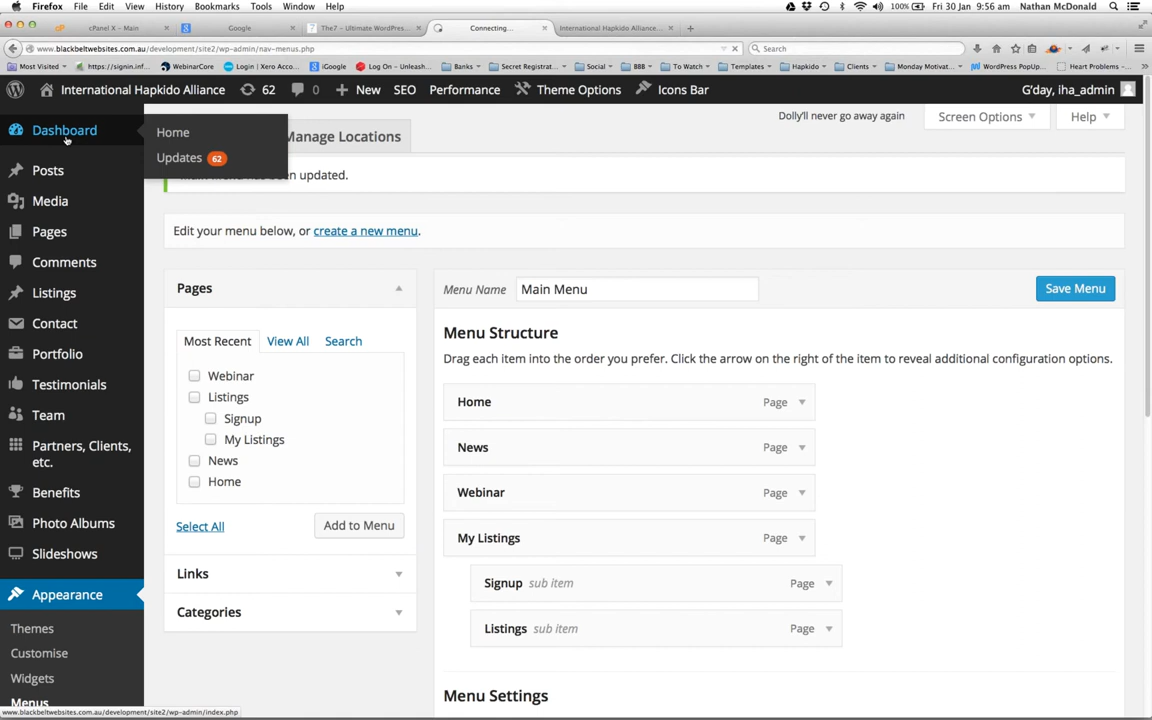 Firefox File Edit View History Bookmarks Tools Window Help 100% Fri 30 Jan 9:56 am Nathan McDonald
cPanel X – Main Google The7 – Ultimate WordPres... Connecting... International Hapkido Alliance...
www.blackbeltwebsites.com.au/development/site2/wp-admin/nav-menus.php Search
Most Visited https://signin.inf... WebinarCore Login | Xero Acco... iGoogle Log On – Unleash... Banks Secret Registrat... Social BBB To Watch Templates Hapkido Clients Monday Motivat... WordPress PopUp... Heart Problems –...
International Hapkido Alliance 62 0 New SEO Performance Theme Options Icons Bar G'day, iha_admin
Dashboard
Home
Updates 62
Manage Locations
Dolly'll never go away again
Screen Options
Help
Posts
Media
Pages
Comments
Listings
Contact
Portfolio
Testimonials
Team
Partners, Clients,
etc.
Benefits
Photo Albums
Slideshows
Appearance
Themes
Customise
Widgets
Menus
been updated.
Edit your menu below, or create a new menu.
Pages
Most Recent View All Search
Webinar
Listings
Signup
My Listings
News
Home
Select All Add to Menu
Links
Categories
Menu Name Main Menu Save Menu
Menu Structure
Drag each item into the order you prefer. Click the arrow on the right of the item to reveal additional configuration options.
Home Page
News Page
Webinar Page
My Listings Page
Signup sub item Page
Listings sub item Page
Menu Settings
www.blackbeltwebsites.com.au/development/site2/wp-admin/index.php